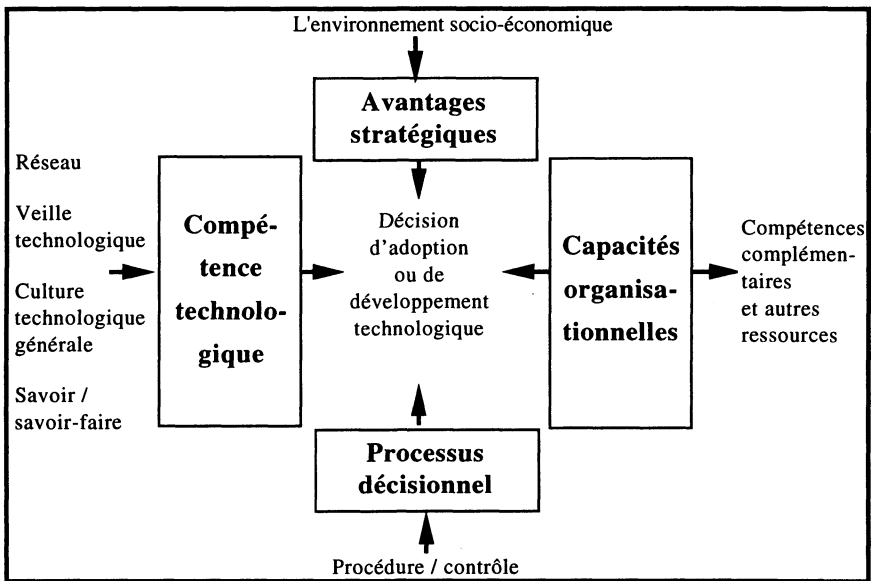 L'environnement socio-économique
Avantages
stratégiques
Réseau
Veille
technologique
Culture
technologique
générale
Savoir /
savoir-faire
Compé-
tence
technolo-
gique
Décision
d'adoption
ou de
développement
technologique
Capacités
organisa-
tionnelles
Compétences
complémen-
taires
et autres
ressources
Processus
décisionnel
Procédure / contrôle